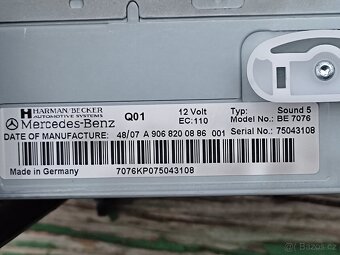 HARMAN/BECKER
AUTOMOTIVE SYSTEMS
Mercedes-Benz
Q01
12 Volt
EC:110
Typ: Sound 5
Model No.: BE 7076
DATE OF MANUFACTURE: 48/07 A 906 820 08 86 001 Serial No.: 75043108
Made in Germany 7076KP075043108
Sbazos.cz